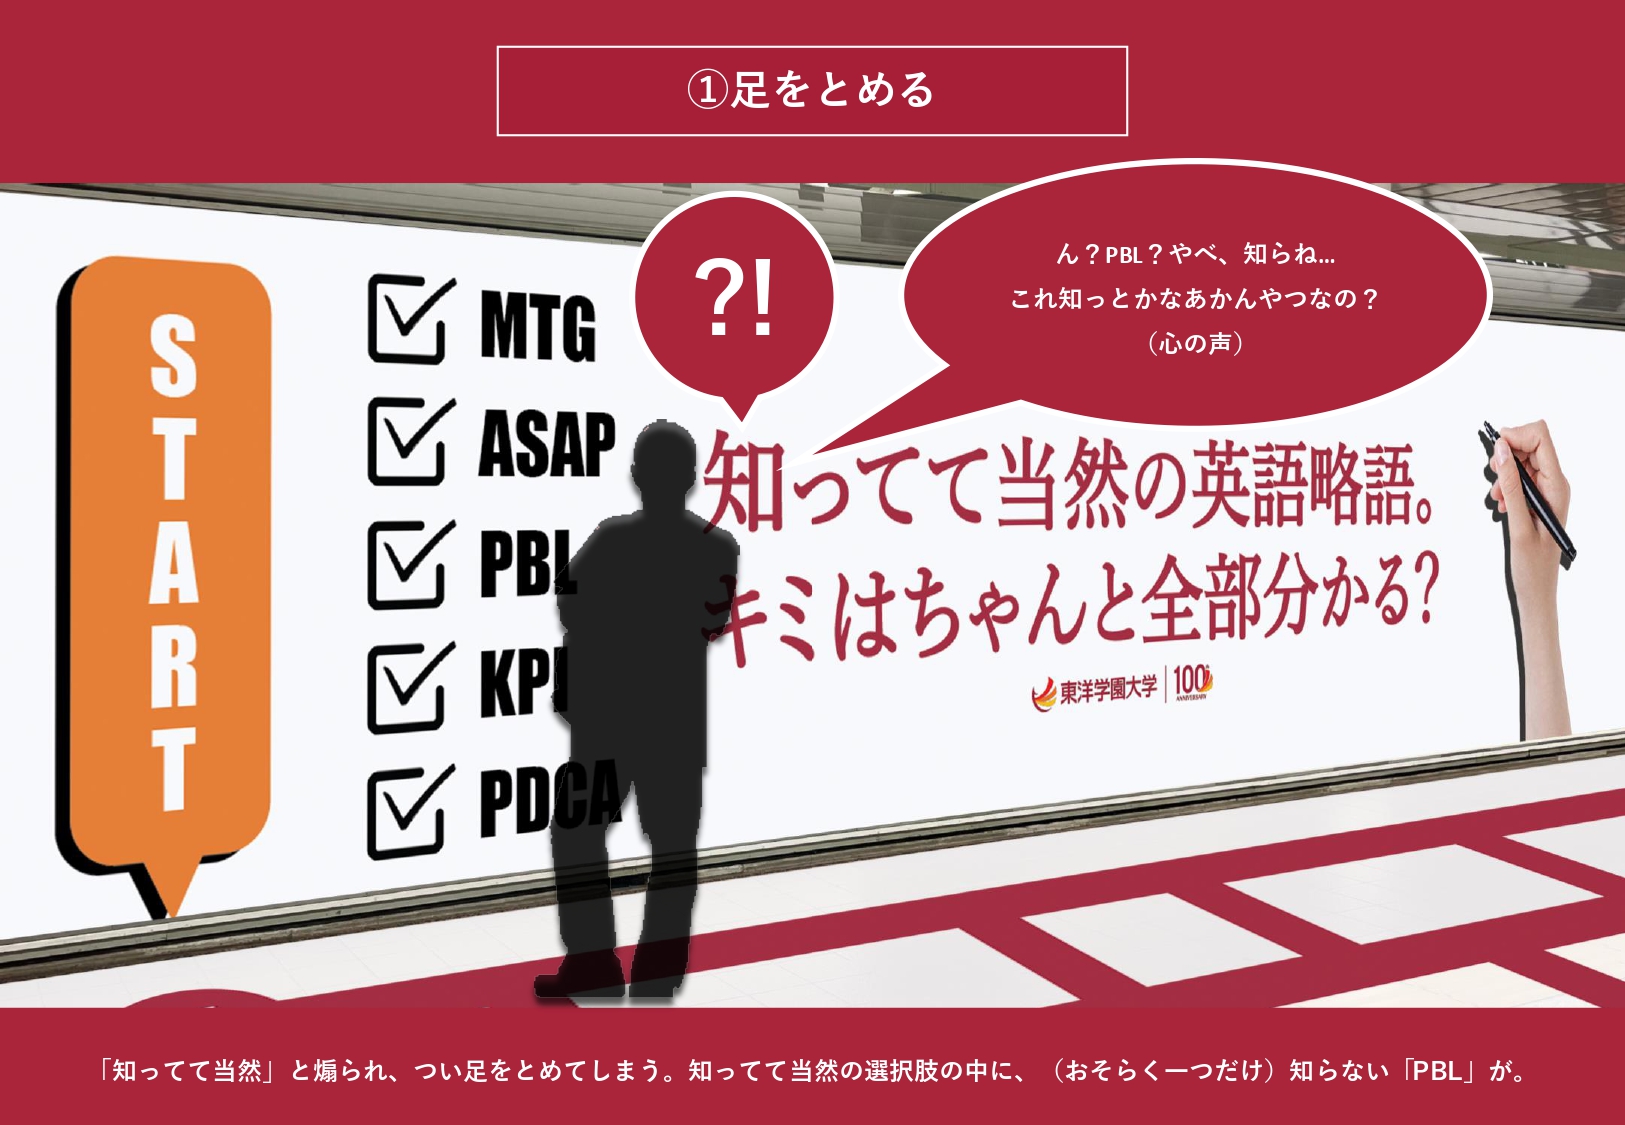 ①足をとめる
?!
ん？PBL？やべ、知らね…
これ知っとかなあかんやつなの？
（心の声）
START
MTG
ASAP
PBL
KPI
PDCA
知ってて当然の英語略語。
キミはちゃんと全部分かる?
東洋学園大学 100th
ANNIVERSARY
「知ってて当然」と煽られ、つい足をとめてしまう。知ってて当然の選択肢の中に、（おそらく一つだけ）知らない「PBL」が。